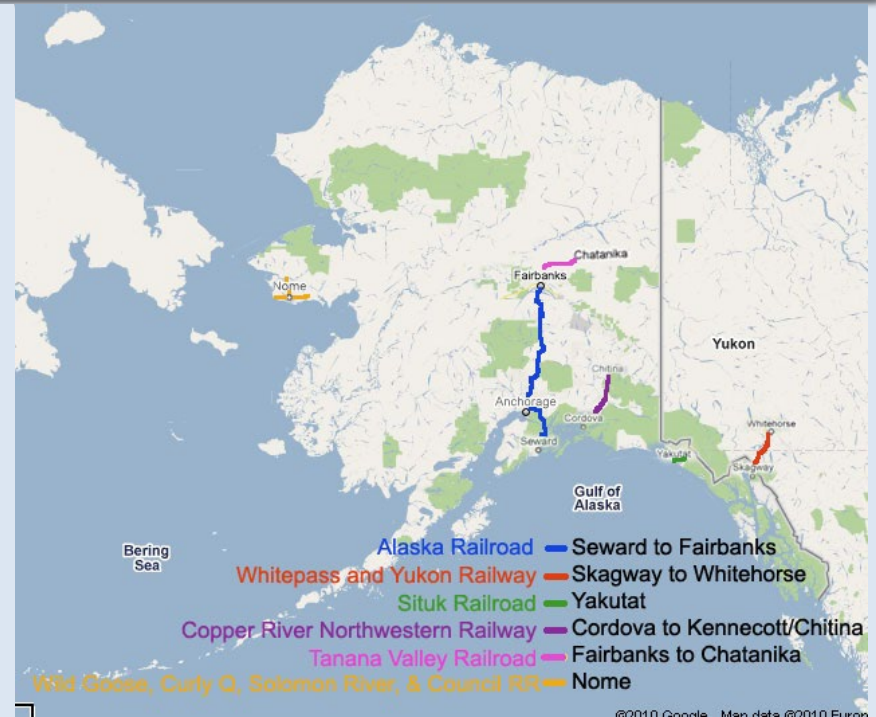 Chatanika
Fairbanks
Nome
Yukon
Chitina
Anchorage
Cordova
Whitehorse
Seward
Yakutat
Skagway
Gulf of
Alaska
Bering
Sea
Alaska Railroad Seward to Fairbanks
Whitepass and Yukon Railway Skagway to Whitehorse
Situk Railroad Yakutat
Copper River Northwestern Railway Cordova to Kennecott/Chitina
Tanana Valley Railroad Fairbanks to Chatanika
Wild Goose, Curly Q, Solomon River, & Council RR Nome
©2010 Google - Map data ©2010 Europ